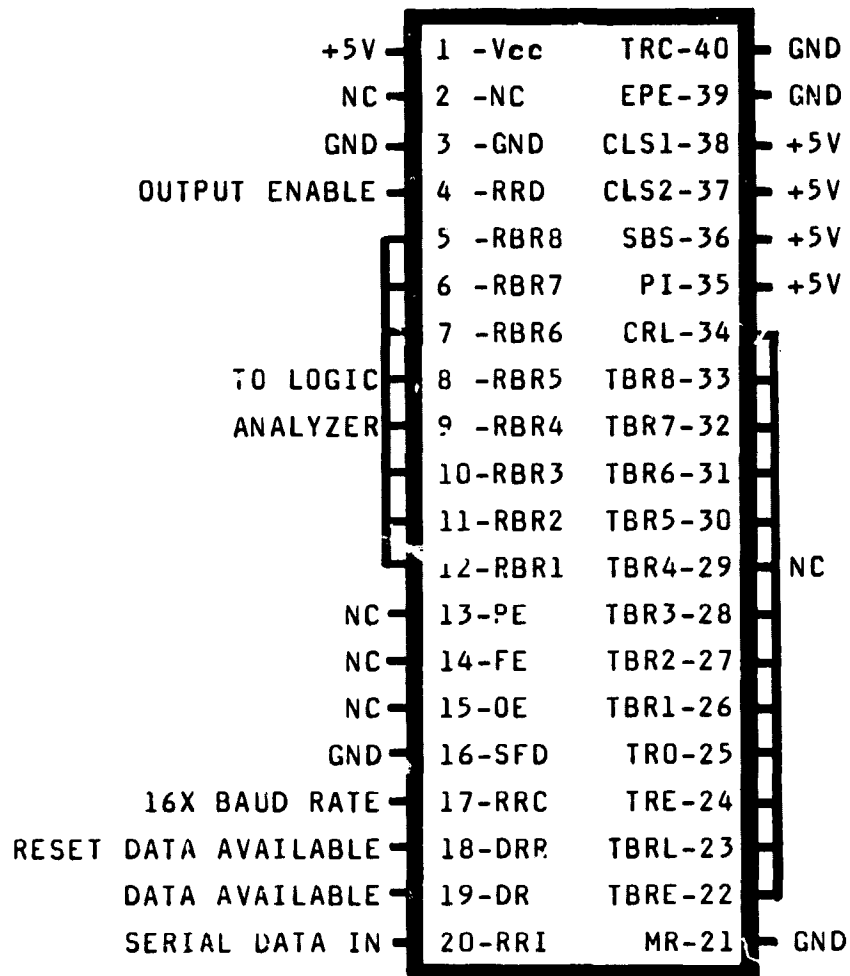 +5V 1 -Vcc TRC-40 GND
NC 2 -NC EPE-39 GND
GND 3 -GND CLS1-38 +5V
OUTPUT ENABLE 4 -RRD CLS2-37 +5V
5 -RBR8 SBS-36 +5V
6 -RBR7 PI-35 +5V
7 -RBR6 CRL-34
TO LOGIC 8 -RBR5 TBR8-33
ANALYZER 9 -RBR4 TBR7-32
10-RBR3 TBR6-31
11-RBR2 TBR5-30
12-RBR1 TBR4-29 NC
NC 13-PE TBR3-28
NC 14-FE TBR2-27
NC 15-OE TBR1-26
GND 16-SFD TRO-25
16X BAUD RATE 17-RRC TRE-24
RESET DATA AVAILABLE 18-DRR TBRL-23
DATA AVAILABLE 19-DR TBRE-22
SERIAL DATA IN 20-RRI MR-21 GND